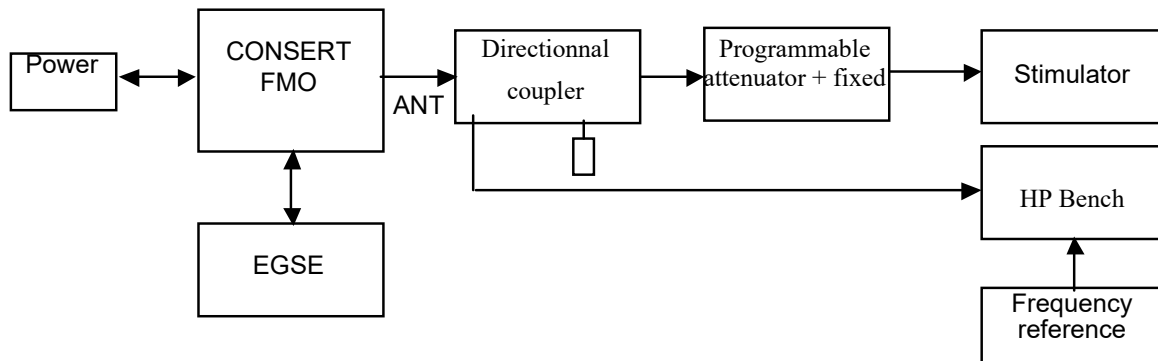 Power
CONSERT
FMO
ANT
Directionnal
coupler
Programmable
attenuator + fixed
Stimulator
HP Bench
EGSE
Frequency
reference